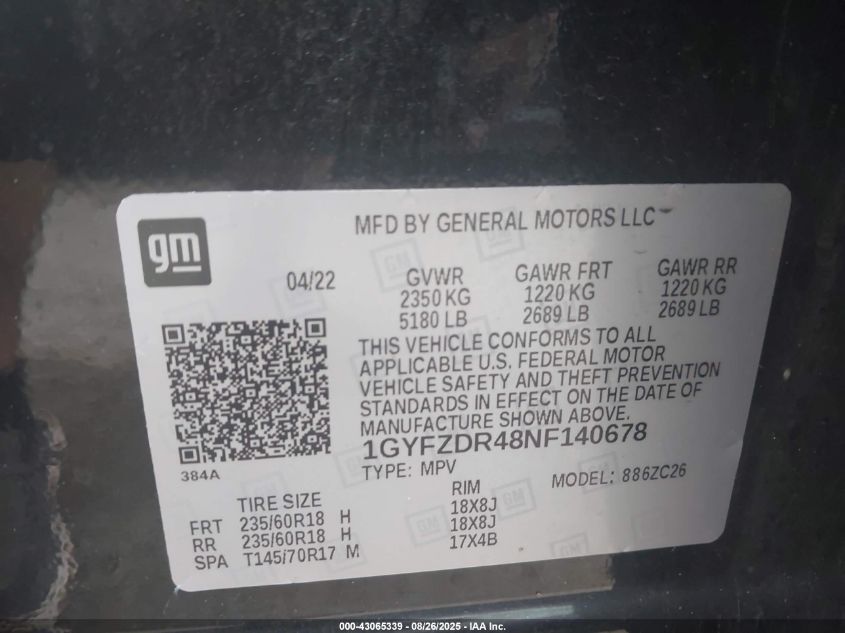 gm
MFD BY GENERAL MOTORS LLC
04/22
GVWR
2350 KG
5180 LB
GAWR FRT
1220 KG
2689 LB
GAWR RR
1220 KG
2689 LB
THIS VEHICLE CONFORMS TO ALL
APPLICABLE U.S. FEDERAL MOTOR
VEHICLE SAFETY AND THEFT PREVENTION
STANDARDS IN EFFECT ON THE DATE OF
MANUFACTURE SHOWN ABOVE.
1GYFZDR48NF140678
TYPE: MPV
MODEL: 886ZC26
384A
TIRE SIZE
RIM
FRT 235/60R18 H 18X8J
RR 235/60R18 H 18X8J
SPA T145/70R17 M 17X4B
000-43065339 - 08/26/2025 - IAA Inc.